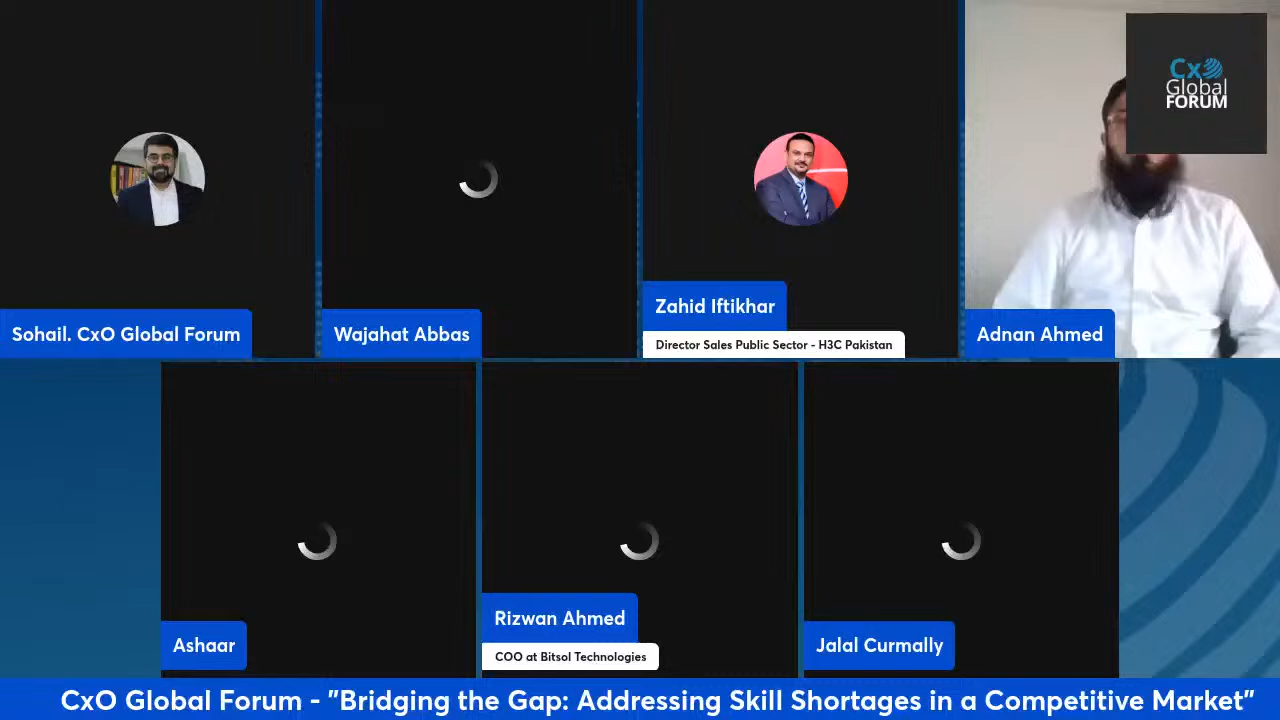 CxO
Global
FORUM
Sohail. CxO Global Forum
Wajahat Abbas
Zahid Iftikhar
Director Sales Public Sector - H3C Pakistan
Adnan Ahmed
Ashaar
Rizwan Ahmed
COO at Bitsol Technologies
Jalal Curmally
CxO Global Forum - "Bridging the Gap: Addressing Skill Shortages in a Competitive Market"